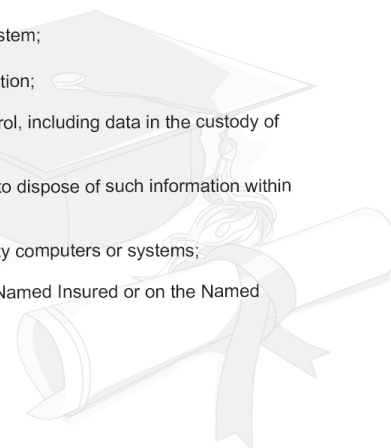 stem;
tion;
rol, including data in the custody of
to dispose of such information within
ty computers or systems;
Named Insured or on the Named